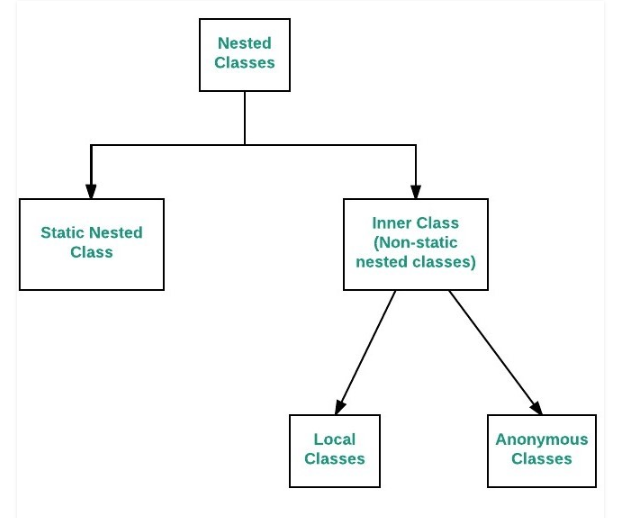 Nested
Classes
Static Nested
Class
Inner Class
(Non-static
nested classes)
Local
Classes
Anonymous
Classes